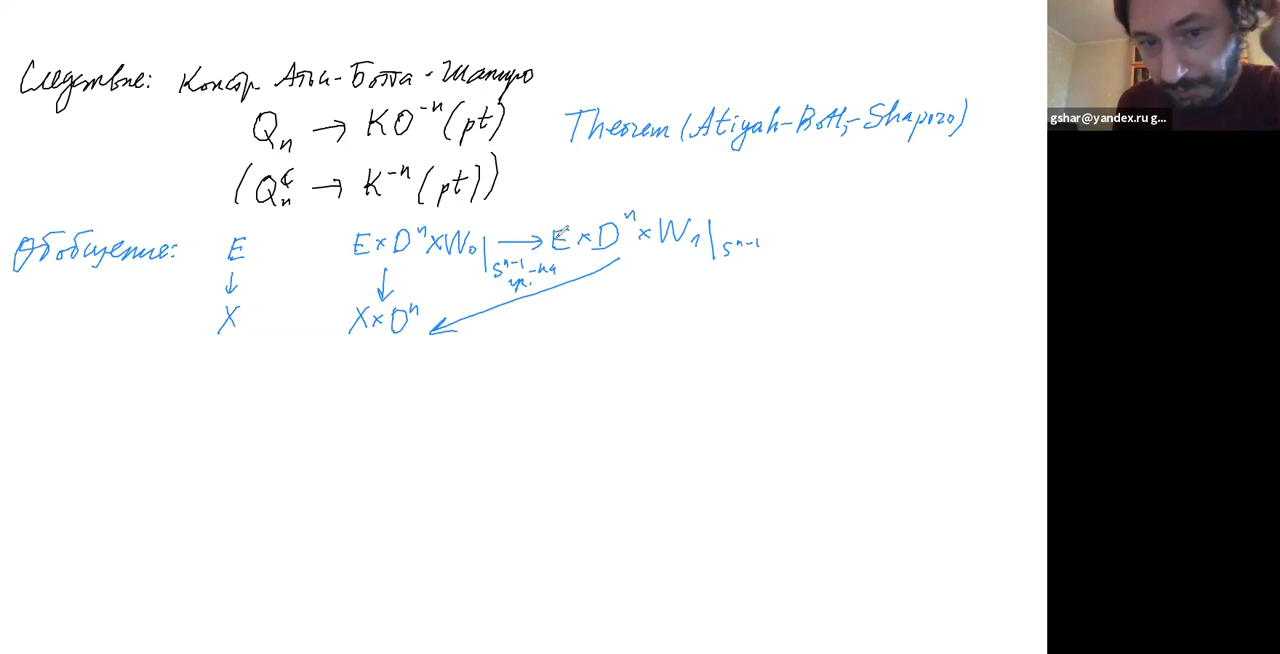 Следствие: Констр. Атьи-Ботта-Шапиро
Qₙ → KO⁻ⁿ(pt)
Theorem (Atiyah-Bott-Shapiro)
(Qₙ^ℂ → K⁻ⁿ(pt))
Обобщение: E E×Dⁿ×W₀|Sⁿ⁻¹ → E×Dⁿ×W₁|Sⁿ⁻¹
↓ ↓
X X×Dⁿ
gshar@yandex.ru g...